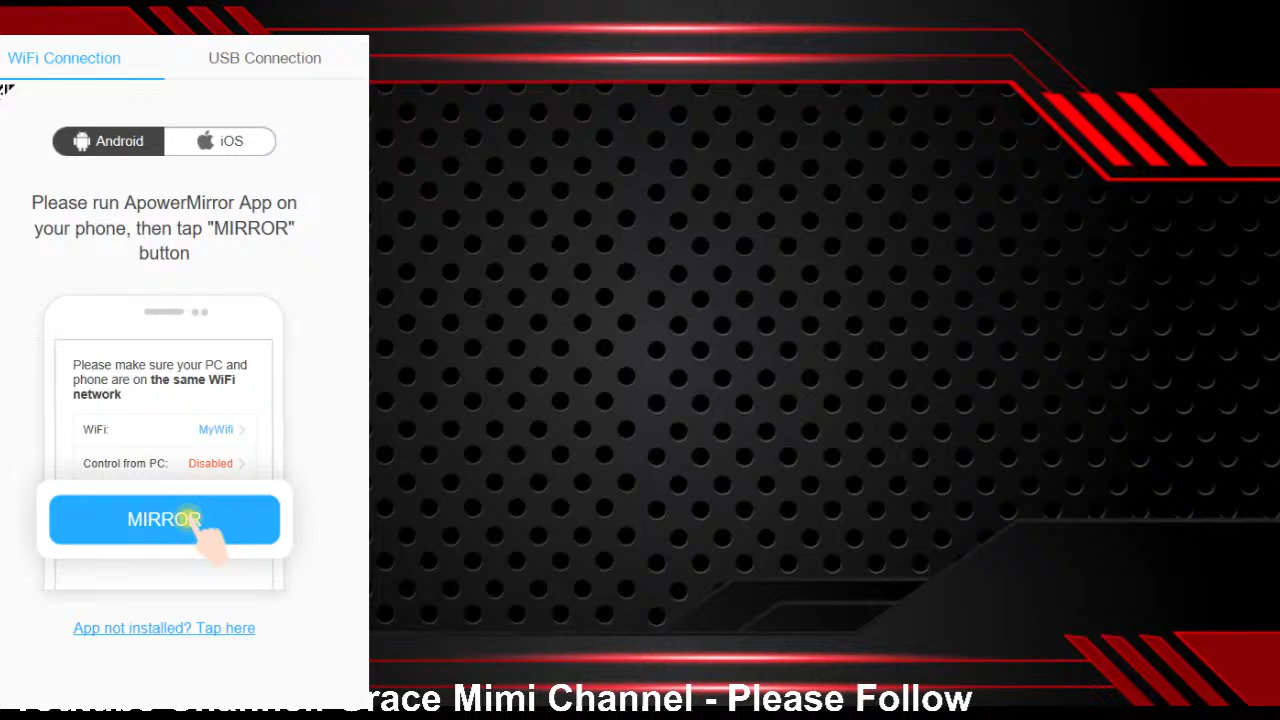 WiFi Connection
USB Connection
Android
iOS
Please run ApowerMirror App on
your phone, then tap "MIRROR"
button
Please make sure your PC and
phone are on the same WiFi
network
WiFi: MyWifi
Control from PC: Disabled
MIRROR
App not installed? Tap here
Mimi Channel - Please Follow